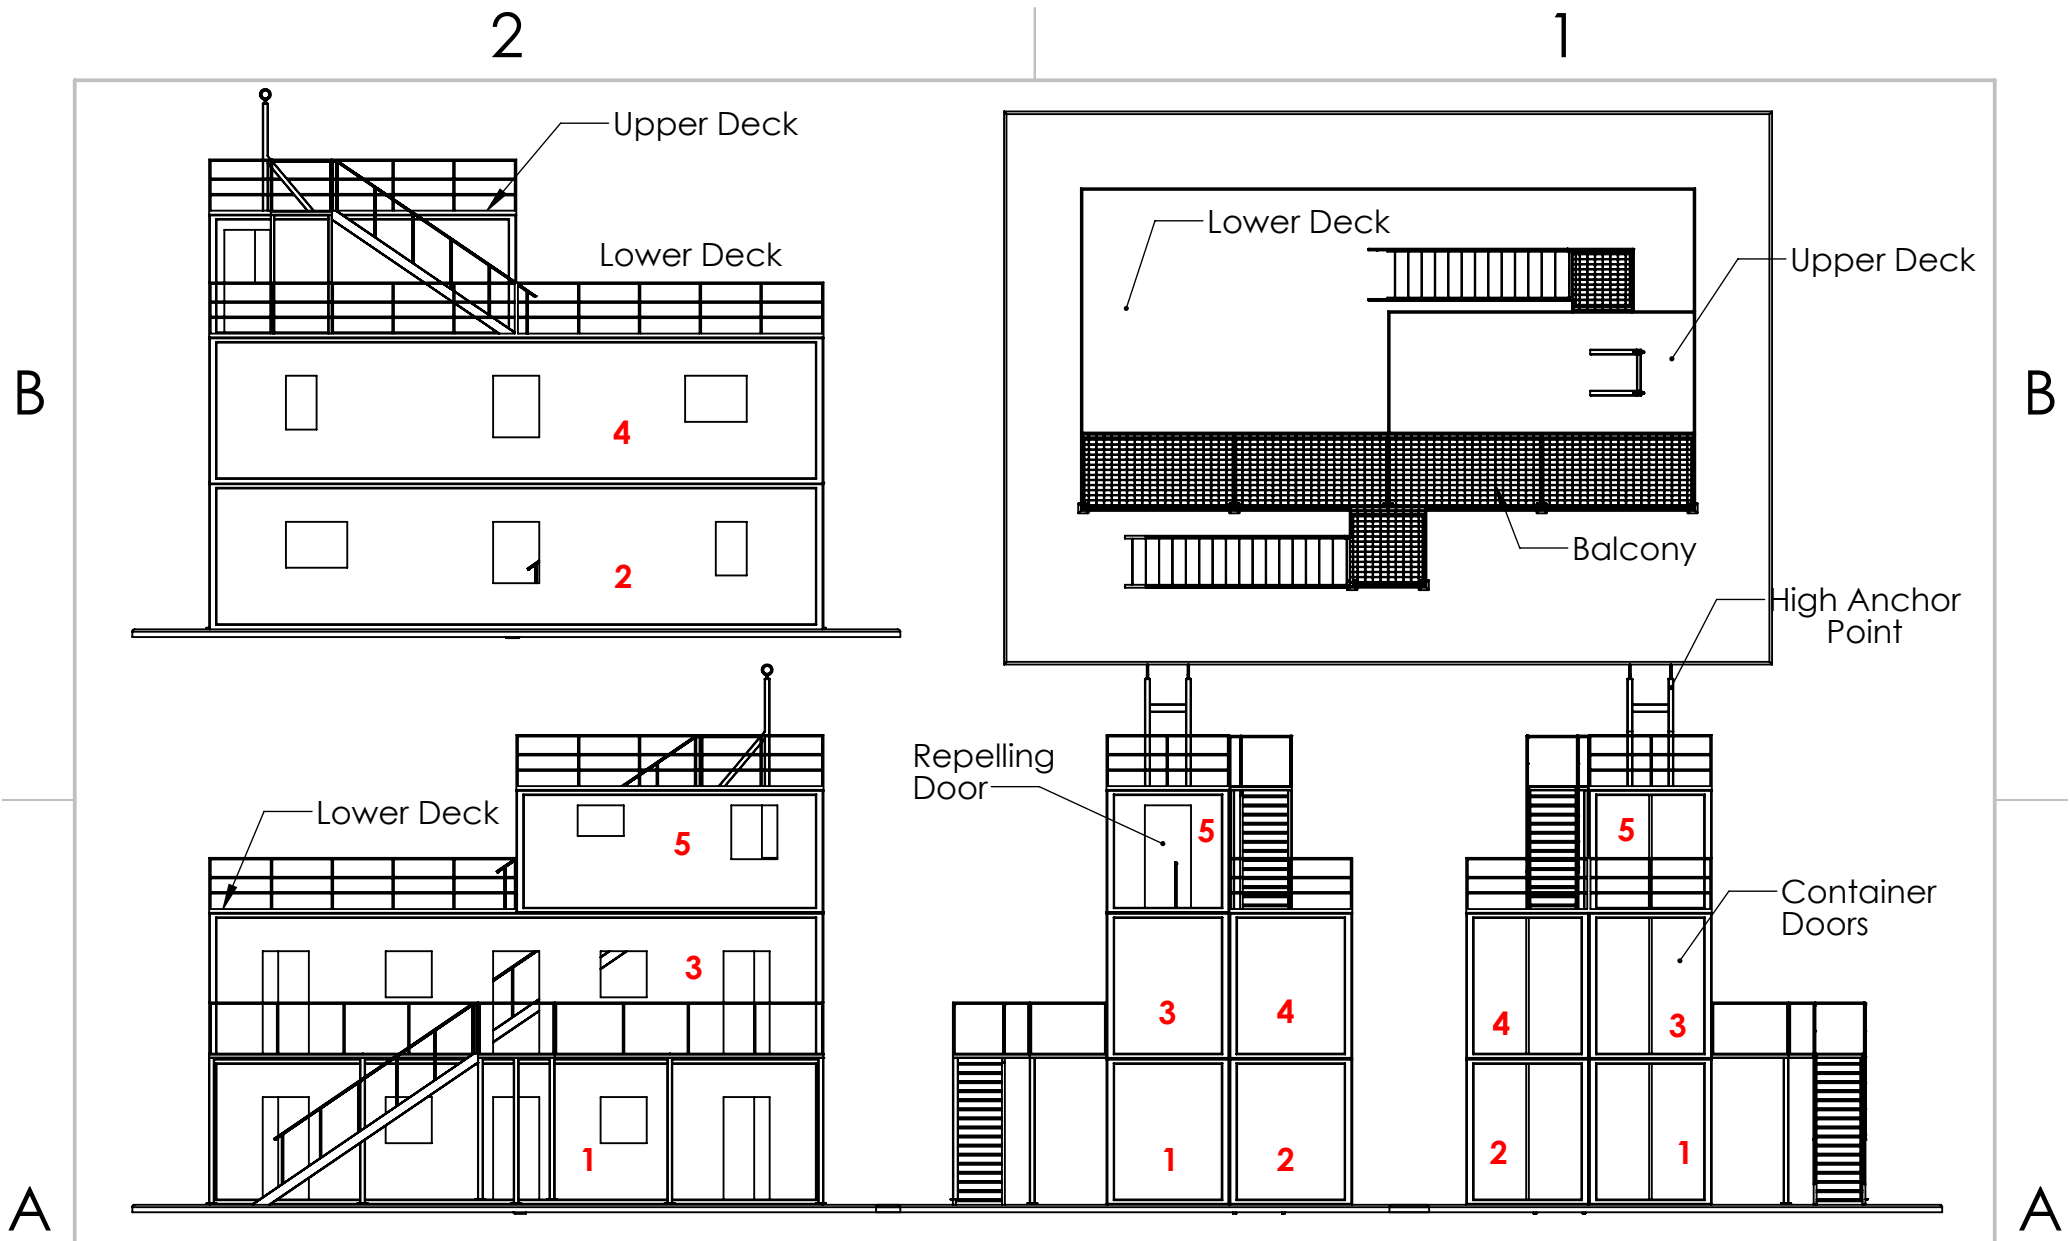 2
1
Upper Deck
Lower Deck
Lower Deck
Upper Deck
B
B
4
2
Balcony
High Anchor
Point
Repelling
Door
Lower Deck
5
5
5
Container
Doors
3
3
4
4
3
1
1
2
2
1
A
A